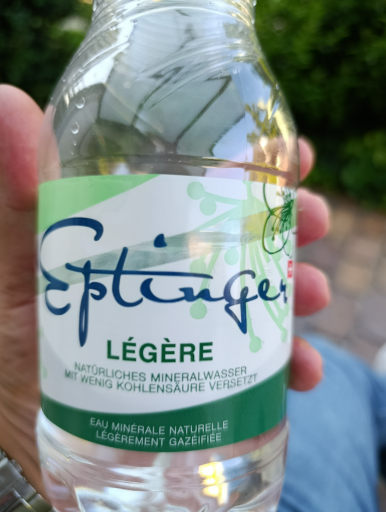 Eptinger
LÉGÈRE
NATÜRLICHES MINERALWASSER
MIT WENIG KOHLENSÄURE VERSETZT
EAU MINÉRALE NATURELLE
LÉGÈREMENT GAZÉIFIÉE